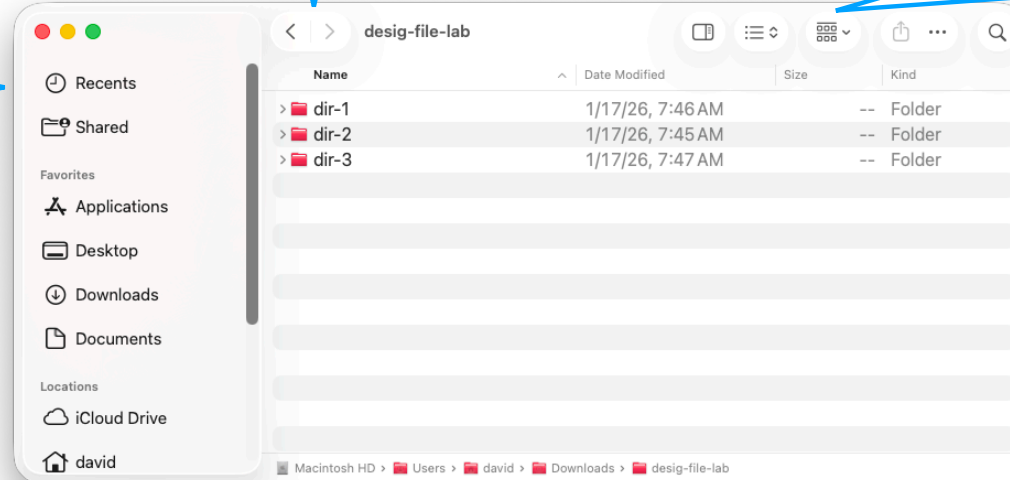 desig-file-lab
Name Date Modified Size Kind
Recents
Shared
Favorites
Applications
Desktop
Downloads
Documents
Locations
iCloud Drive
david
dir-1 1/17/26, 7:46 AM -- Folder
dir-2 1/17/26, 7:45 AM -- Folder
dir-3 1/17/26, 7:47 AM -- Folder
Macintosh HD › Users › david › Downloads › desig-file-lab